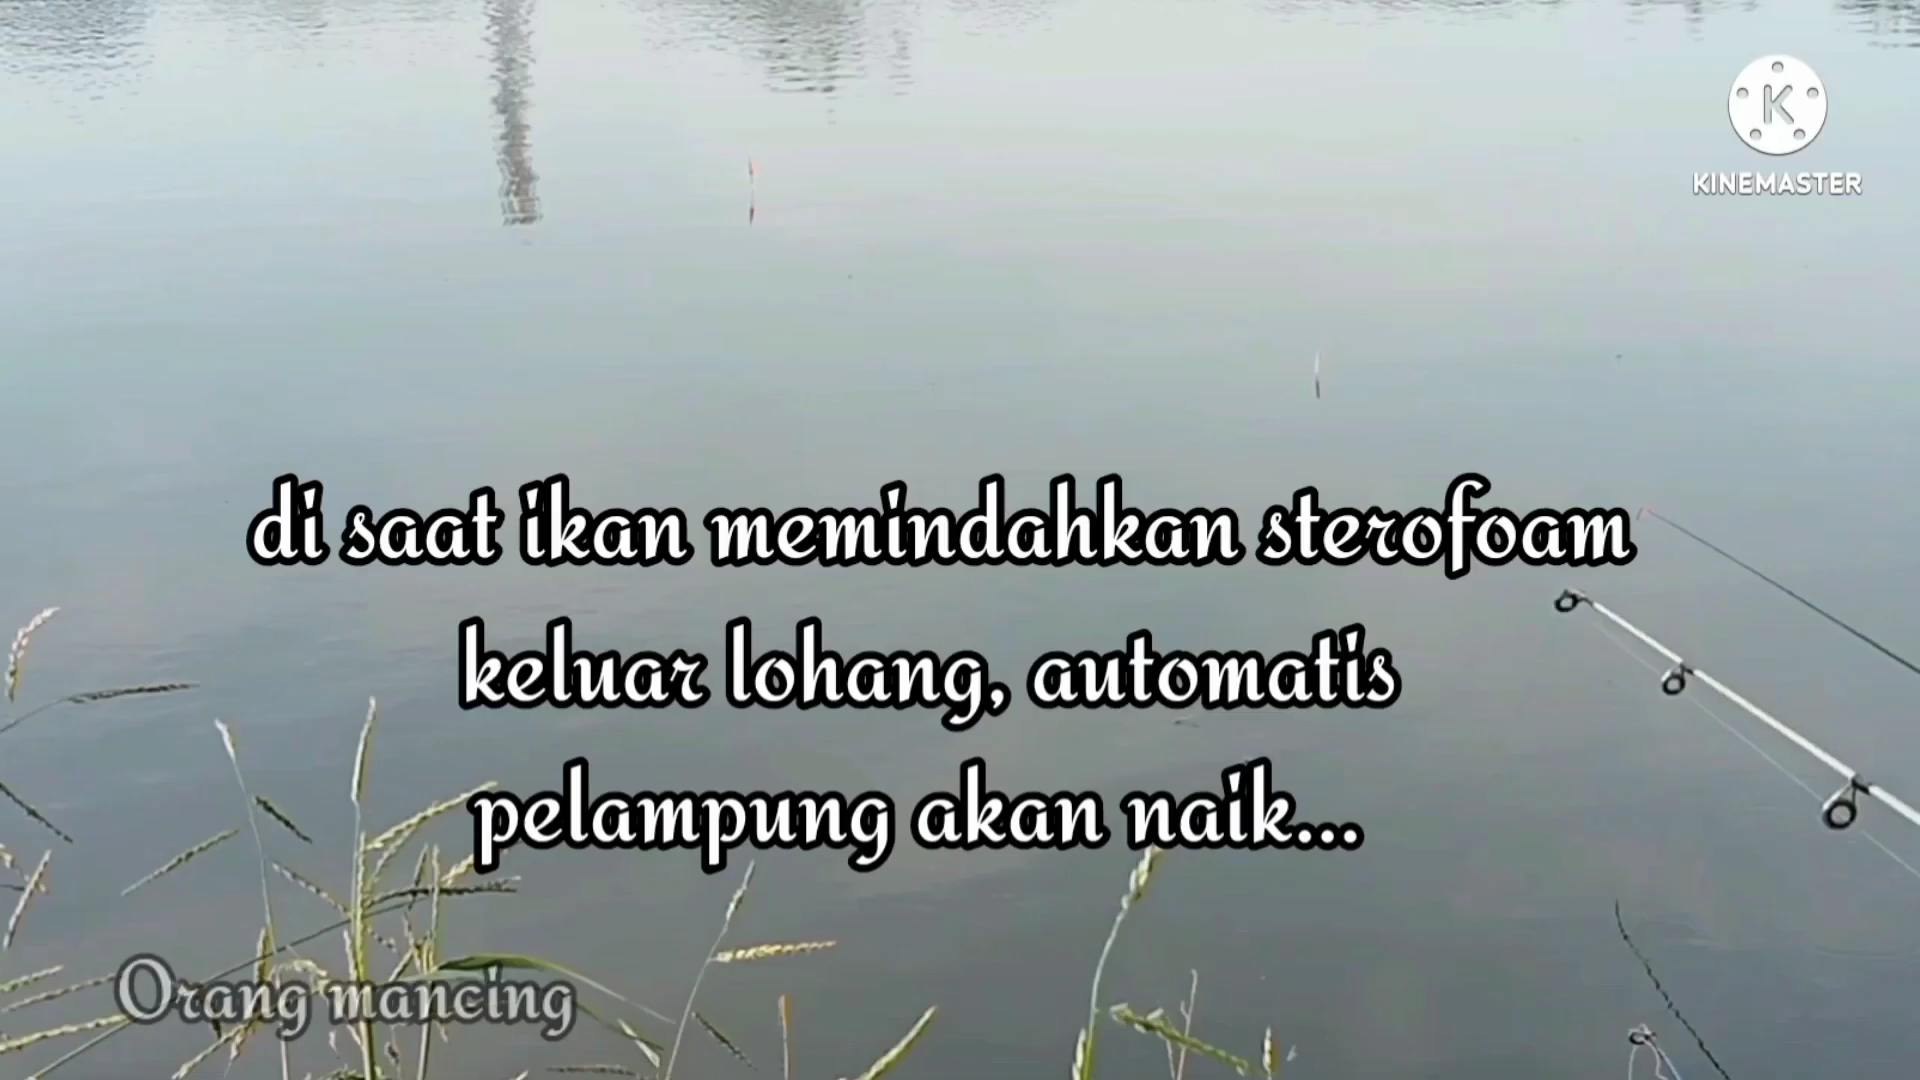 K
KINEMASTER
di saat ikan memindahkan sterofoam
keluar lohang, automatis
pelampung akan naik...
Orang mancing